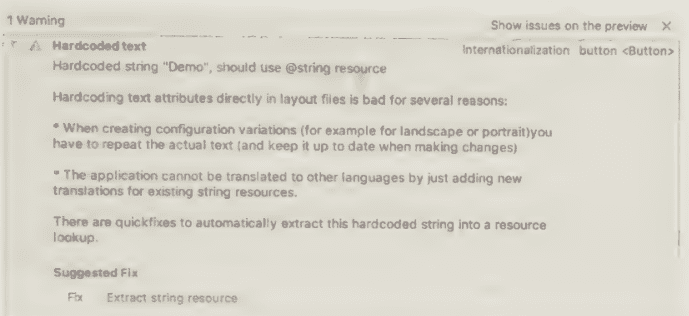 1 Warning
Show issues on the preview ×
Hardcoded text Internationalization button <Button>
Hardcoded string "Demo", should use @string resource
Hardcoding text attributes directly in layout files is bad for several reasons:
* When creating configuration variations (for example for landscape or portrait)you
have to repeat the actual text (and keep it up to date when making changes)
* The application cannot be translated to other languages by just adding new
translations for existing string resources.
There are quickfixes to automatically extract this hardcoded string into a resource
lookup.
Suggested Fix
Fix Extract string resource